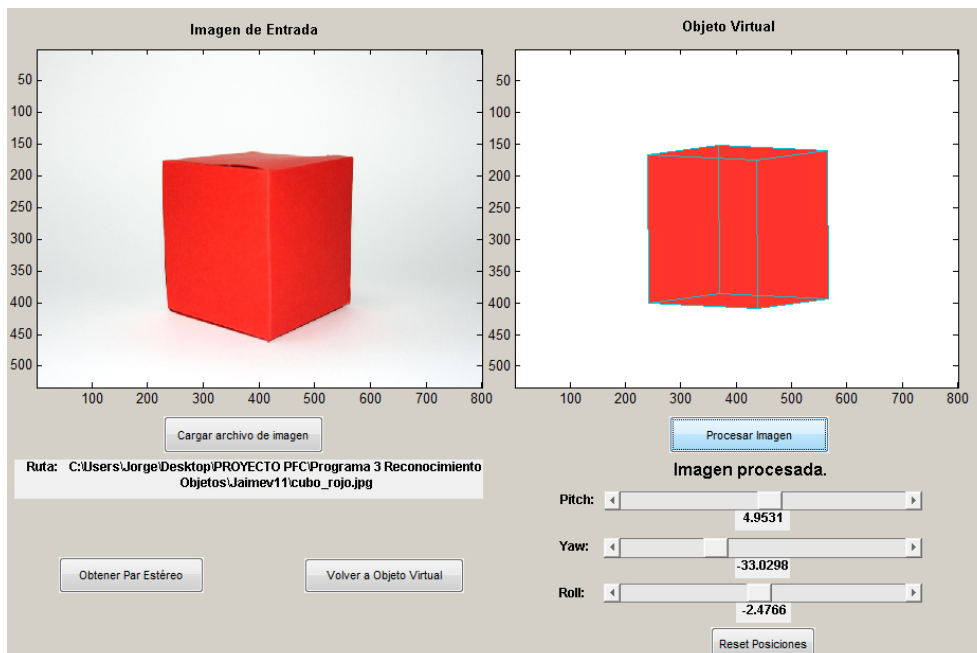 Imagen de Entrada
50
100
150
200
250
300
350
400
450
500
100 200 300 400 500 600 700 800
Cargar archivo de imagen
Ruta: C:\Users\Jorge\Desktop\PROYECTO PFC\Programa 3 Reconocimiento
Objetos\Jaimev11\cubo_rojo.jpg
Obtener Par Estéreo
Volver a Objeto Virtual
Objeto Virtual
50
100
150
200
250
300
350
400
450
500
100 200 300 400 500 600 700 800
Procesar Imagen
Imagen procesada.
Pitch:
4.9531
Yaw:
-33.0298
Roll:
-2.4766
Reset Posiciones